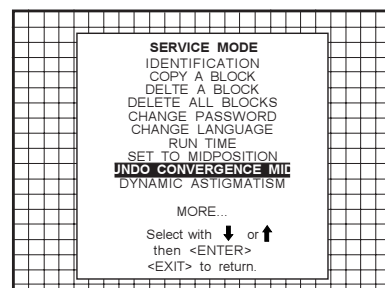 SERVICE MODE
IDENTIFICATION
COPY A BLOCK
DELTE A BLOCK
DELETE ALL BLOCKS
CHANGE PASSWORD
CHANGE LANGUAGE
RUN TIME
SET TO MIDPOSITION
UNDO CONVERGENCE MID
DYNAMIC ASTIGMATISM
MORE...
Select with ↓ or ↑
then <ENTER>
<EXIT> to return.